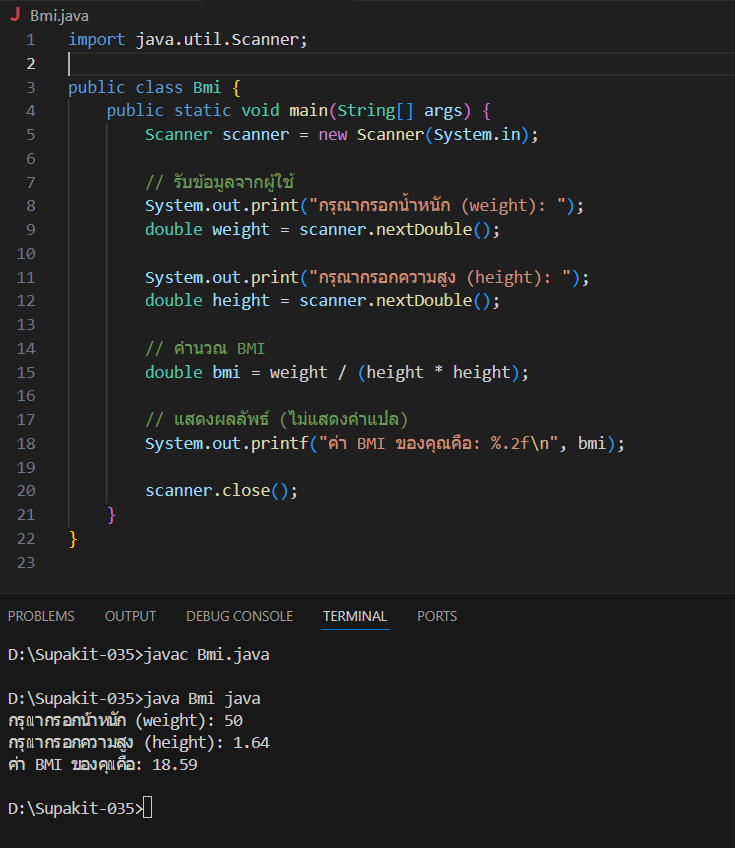 J Bmi.java
1 import java.util.Scanner;
2
3 public class Bmi {
4 public static void main(String[] args) {
5 Scanner scanner = new Scanner(System.in);
6
7 // รับข้อมูลจากผู้ใช้
8 System.out.print("กรุณากรอกน้ำหนัก (weight): ");
9 double weight = scanner.nextDouble();
10
11 System.out.print("กรุณากรอกความสูง (height): ");
12 double height = scanner.nextDouble();
13
14 // คำนวณ BMI
15 double bmi = weight / (height * height);
16
17 // แสดงผลลัพธ์ (ไม่แสดงคำแปล)
18 System.out.printf("ค่า BMI ของคุณคือ: %.2f\n", bmi);
19
20 scanner.close();
21 }
22 }
23
PROBLEMS OUTPUT DEBUG CONSOLE TERMINAL PORTS
D:\Supakit-035>javac Bmi.java
D:\Supakit-035>java Bmi java
กรุณากรอกน้ำหนัก (weight): 50
กรุณากรอกความสูง (height): 1.64
ค่า BMI ของคุณคือ: 18.59
D:\Supakit-035>